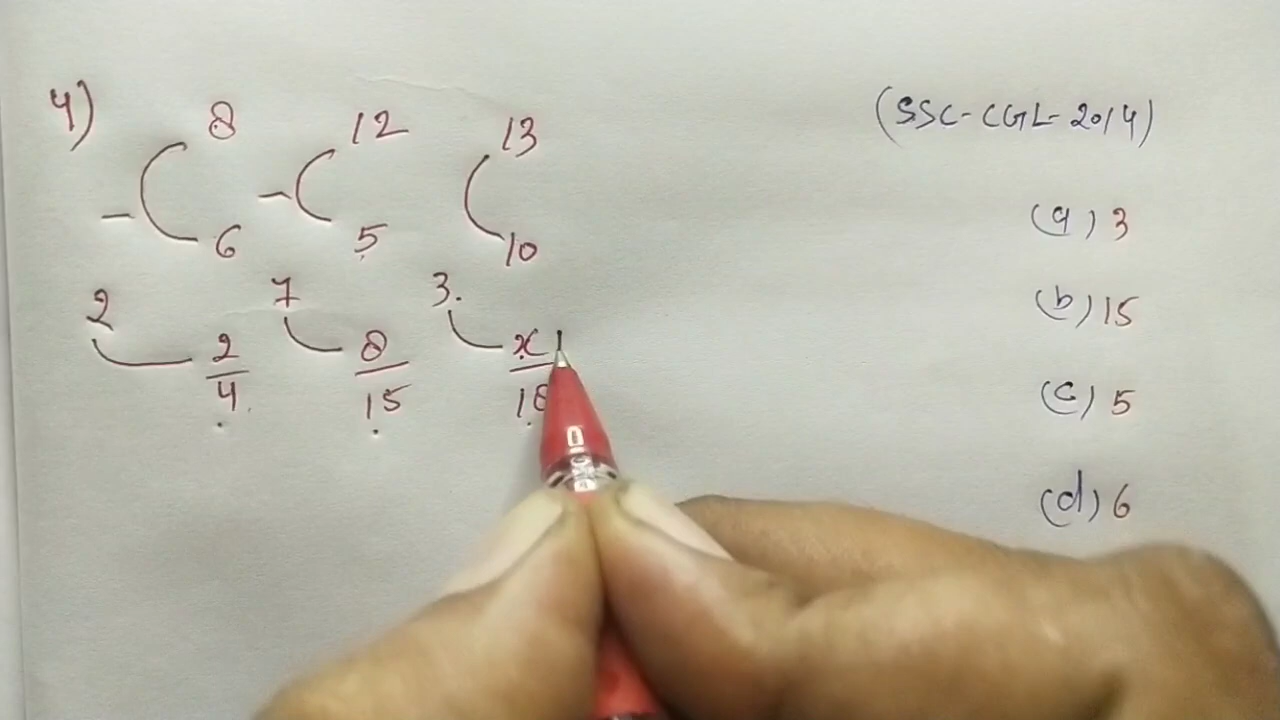 4) 8 12 13 (SSC-CGL-2014)
- - (a) 3
6 5 10
2 7 3. (b) 15
2 8 x
4 15 18 (c) 5
(d) 6